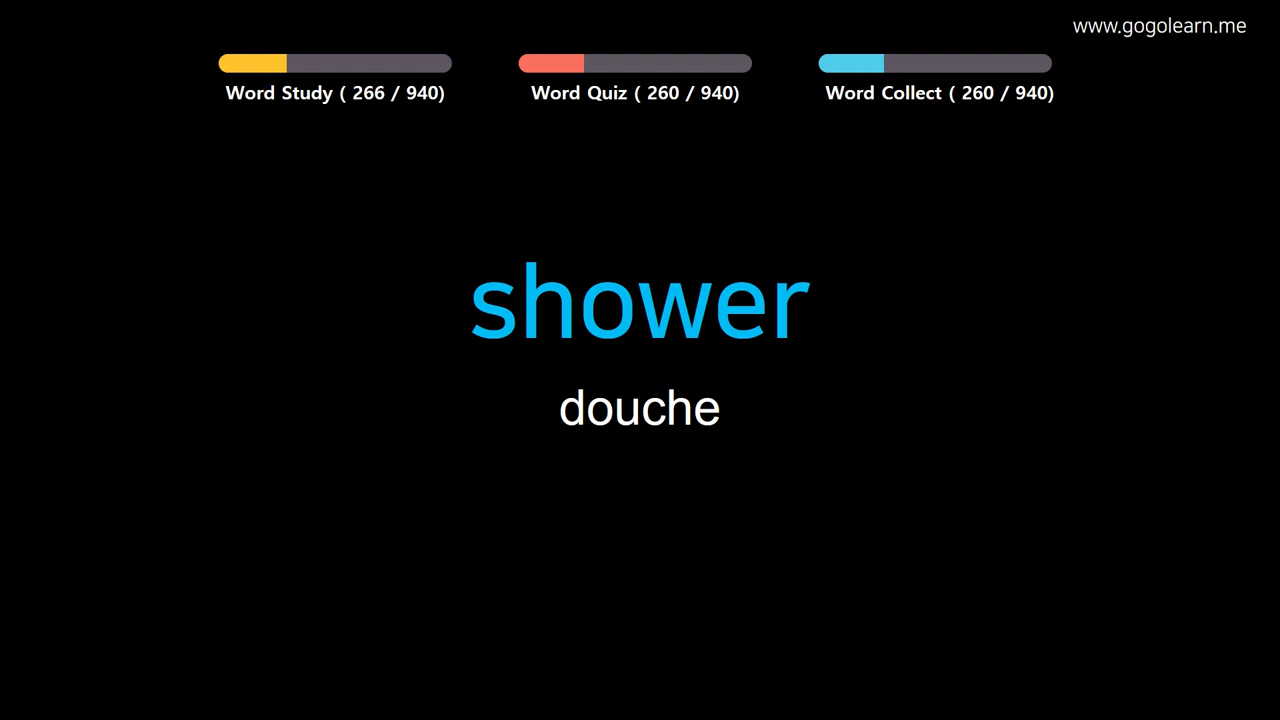 www.gogolearn.me
Word Study ( 266 / 940)
Word Quiz ( 260 / 940)
Word Collect ( 260 / 940)
shower
douche